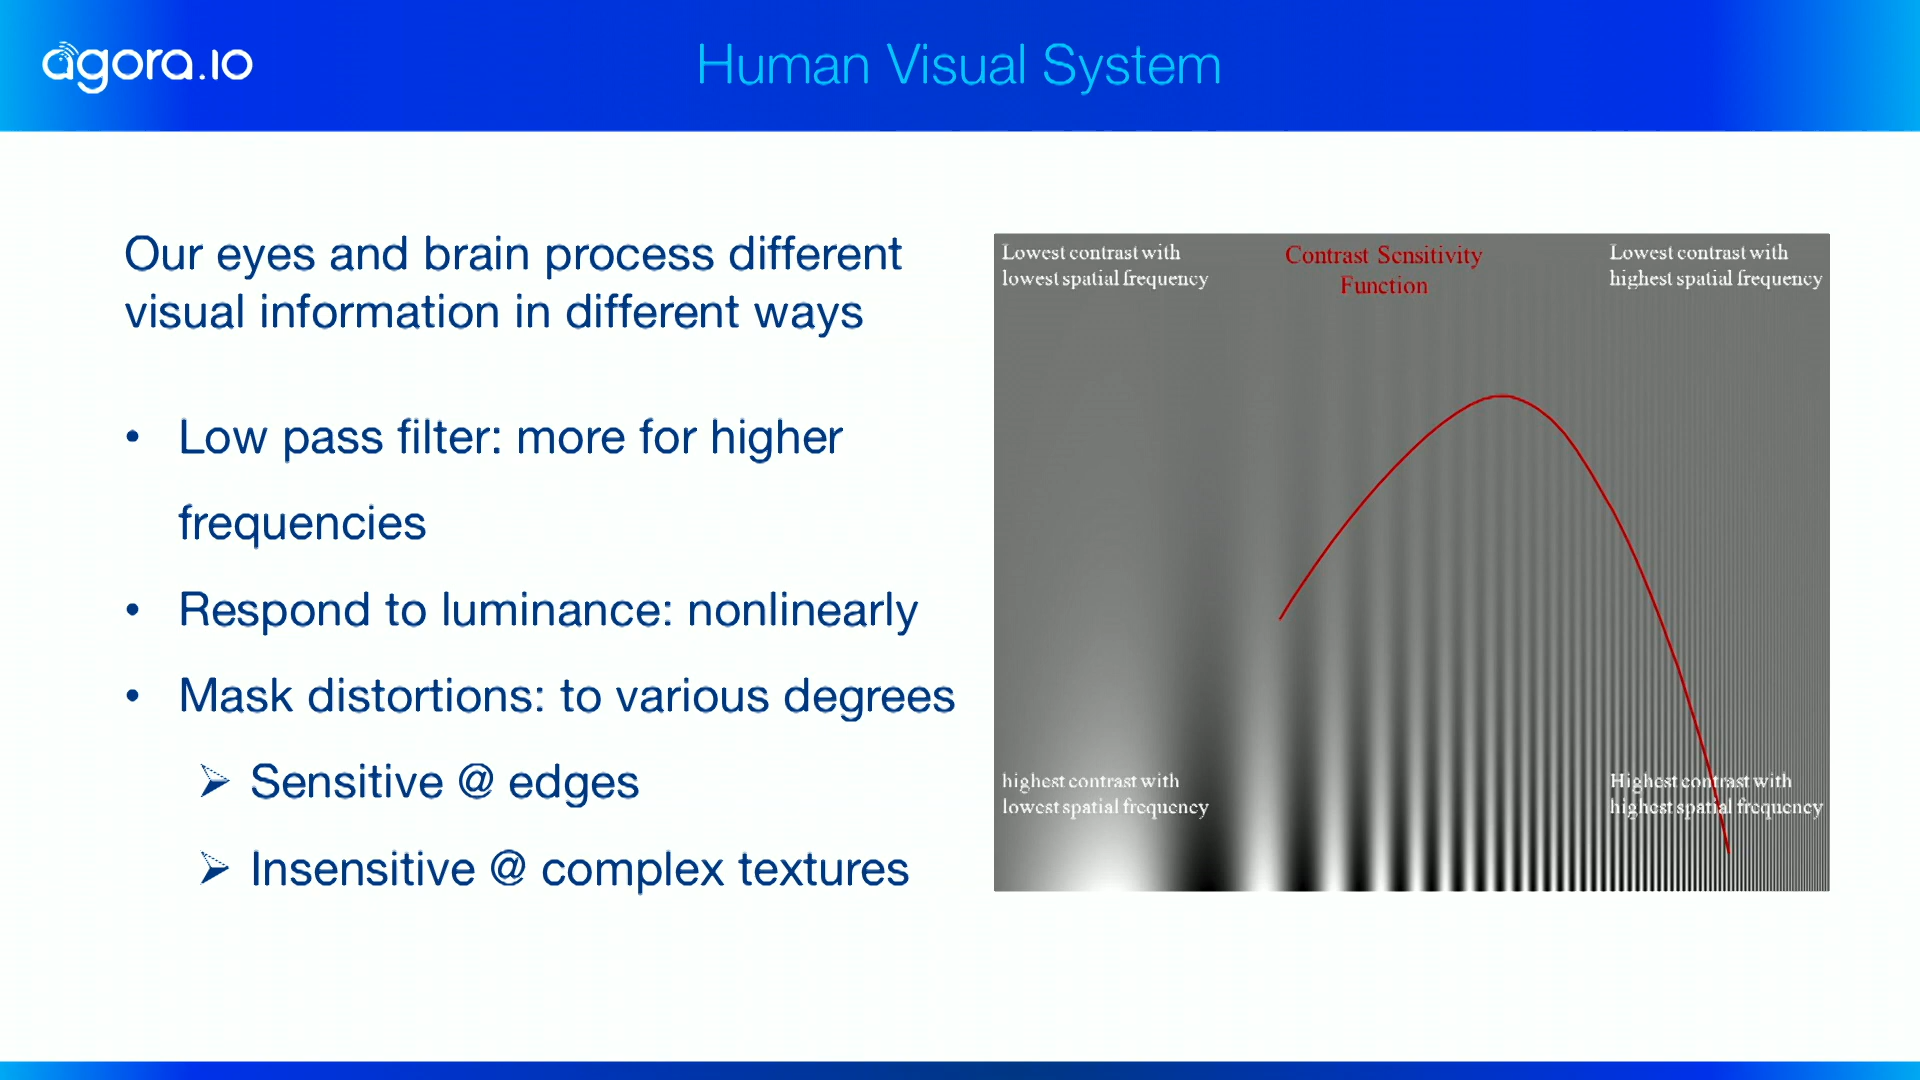 agora.io
Human Visual System
Our eyes and brain process different
visual information in different ways
• Low pass filter: more for higher
frequencies
• Respond to luminance: nonlinearly
• Mask distortions: to various degrees
➢ Sensitive @ edges
➢ Insensitive @ complex textures
Lowest contrast with
lowest spatial frequency
Contrast Sensitivity
Function
Lowest contrast with
highest spatial frequency
highest contrast with
lowest spatial frequency
Highest contrast with
highest spatial frequency